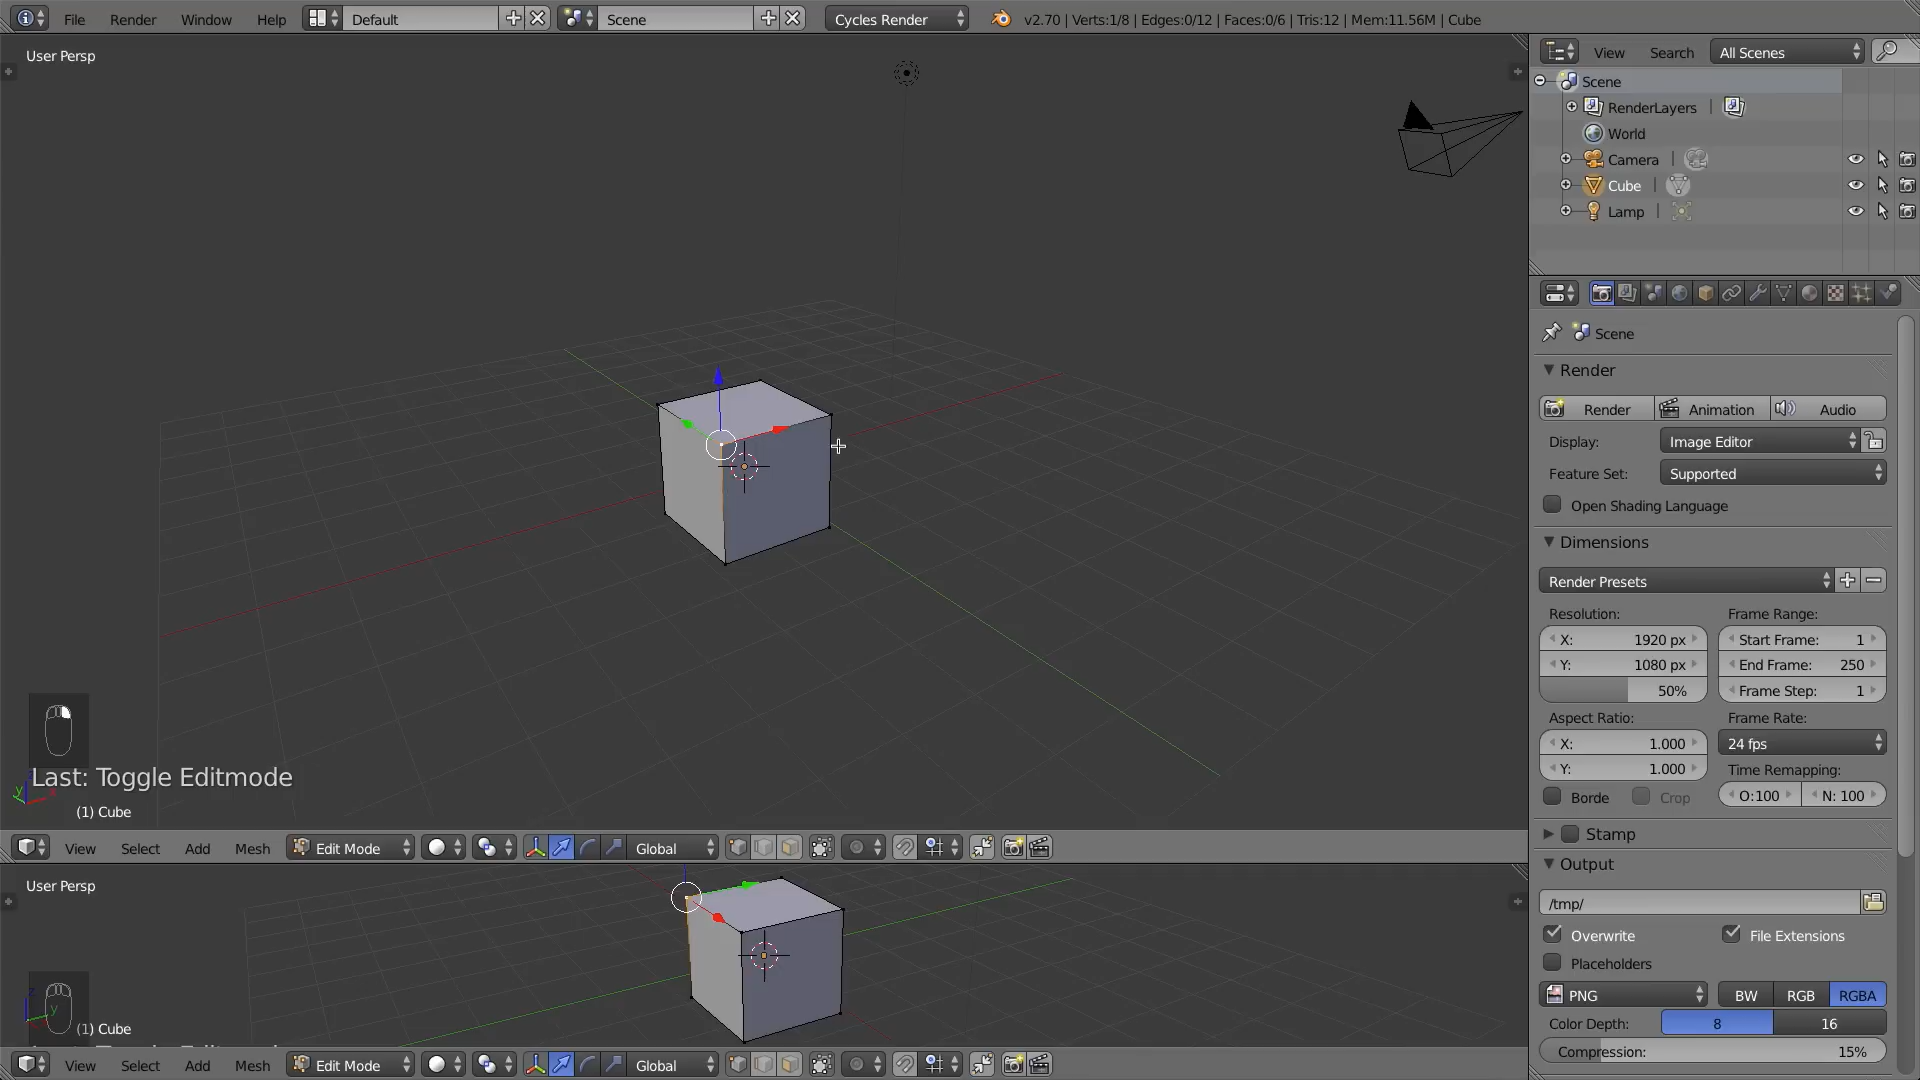 File Render Window Help Default Scene Cycles Render v2.70 | Verts:1/8 | Edges:0/12 | Faces:0/6 | Tris:12 | Mem:11.56M | Cube
User Persp
Last: Toggle Editmode
y
(1) Cube
View Select Add Mesh Edit Mode Global
User Persp
z
y
(1) Cube
View Select Add Mesh Edit Mode Global
View Search All Scenes
Scene
RenderLayers |
World
Camera |
Cube |
Lamp |
Scene
Render
Render Animation Audio
Display: Image Editor
Feature Set: Supported
Open Shading Language
Dimensions
Render Presets
Resolution: Frame Range:
X: 1920 px Start Frame: 1
Y: 1080 px End Frame: 250
50% Frame Step: 1
Aspect Ratio: Frame Rate:
X: 1.000 24 fps
Y: 1.000 Time Remapping:
Borde Crop O:100 N: 100
Stamp
Output
/tmp/
Overwrite File Extensions
Placeholders
PNG BW RGB RGBA
Color Depth: 8 16
Compression: 15%